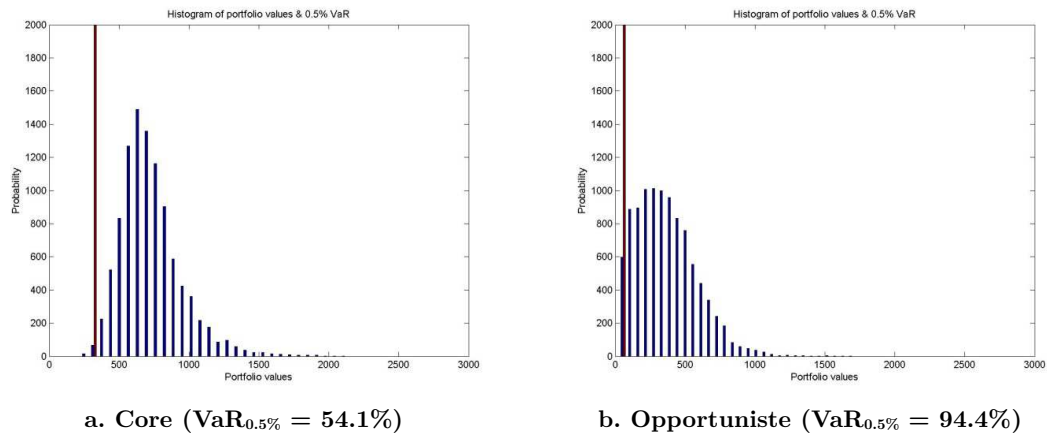 Histogram of portfolio values & 0.5% VaR
2000
1800
1600
1400
1200
1000
800
600
400
200
0
Probability
0 500 1000 1500 2000 2500 3000
Portfolio values
a. Core (VaR0.5% = 54.1%)
Histogram of portfolio values & 0.5% VaR
2000
1800
1600
1400
1200
1000
800
600
400
200
0
Probability
0 500 1000 1500 2000 2500 3000
Portfolio values
b. Opportuniste (VaR0.5% = 94.4%)